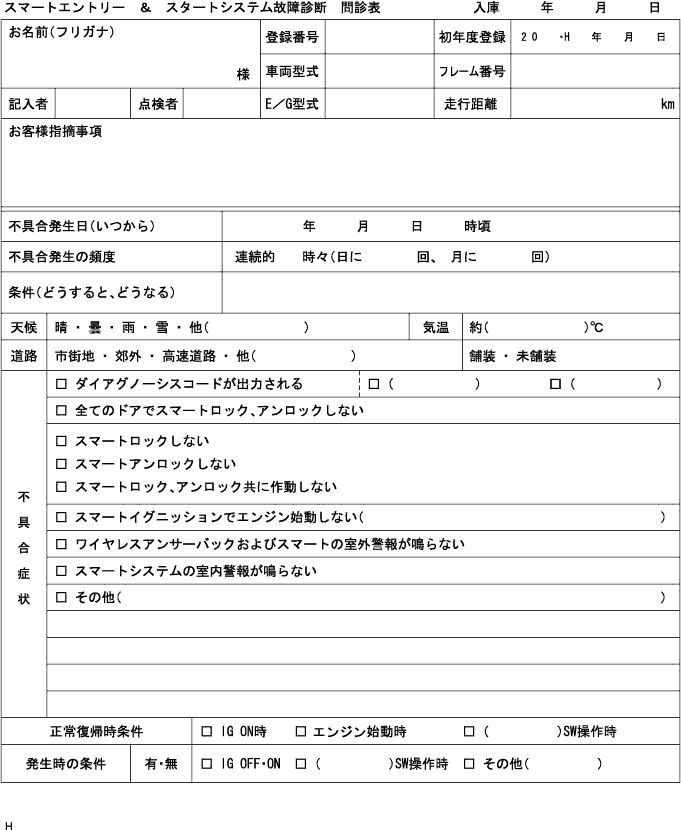 スマートエントリー & スタートシステム故障診断 問診表 入庫 年 月 日
お名前(フリガナ) 様 登録番号 初年度登録 20 ・H 年 月 日
車両型式 フレーム番号
記入者 点検者 E/G型式 走行距離 km
お客様指摘事項
不具合発生日(いつから) 年 月 日 時頃
不具合発生の頻度 連続的 時々(日に 回、 月に 回)
条件(どうすると、どうなる)
天候 晴 ・ 曇 ・ 雨 ・ 雪 ・ 他( ) 気温 約( )℃
道路 市街地 ・ 郊外 ・ 高速道路 ・ 他( ) 舗装 ・ 未舗装
不具合症状
□ ダイアグノーシスコードが出力される □ ( ) □ ( )
□ 全てのドアでスマートロック、アンロックしない
□ スマートロックしない
□ スマートアンロックしない
□ スマートロック、アンロック共に作動しない
□ スマートイグニッションでエンジン始動しない( )
□ ワイヤレスアンサーバックおよびスマートの室外警報が鳴らない
□ スマートシステムの室内警報が鳴らない
□ その他( )
正常復帰時条件 □ IG ON時 □ エンジン始動時 □ ( )SW操作時
発生時の条件 有・無 □ IG OFF・ON □ ( )SW操作時 □ その他( )
H